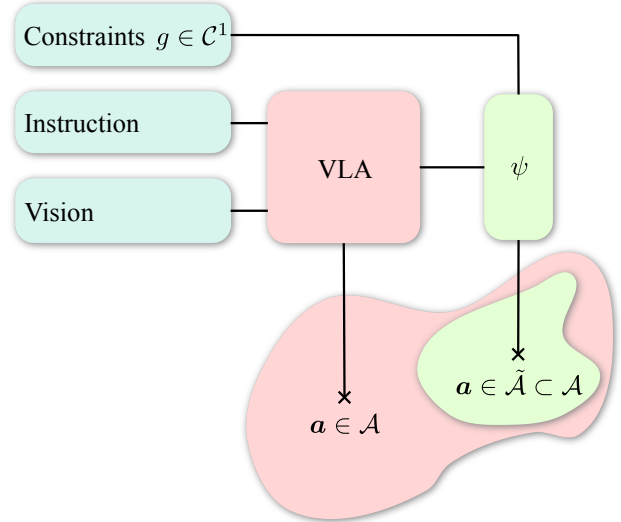 Constraints g ∈ 𝒞¹
Instruction
VLA
ψ
Vision
𝒂 ∈ 𝒜̃ ⊂ 𝒜
𝒂 ∈ 𝒜